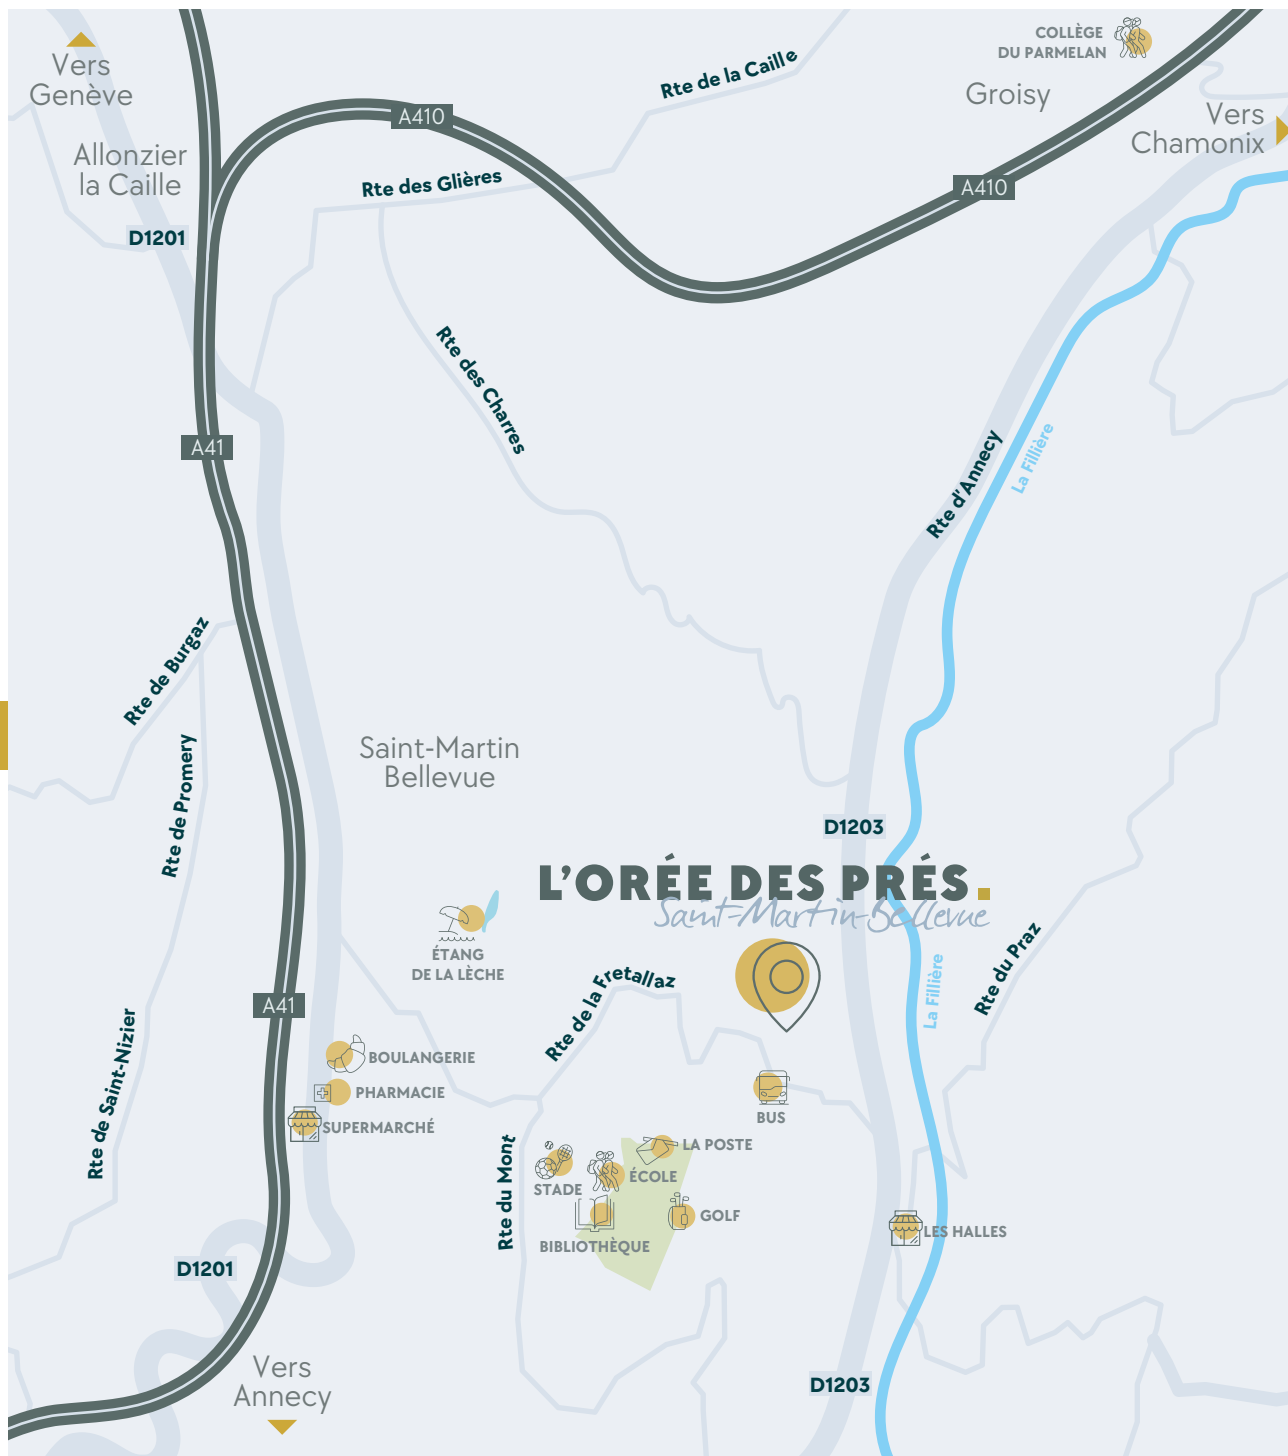 COLLÈGE
DU PARMELAN
Vers
Genève
Rte de la Caille
Groisy
Vers
Chamonix
A410
Allonzier
la Caille
Rte des Glières
A410
D1201
Rte des Charres
A41
Rte d'Annecy
La Fillière
Rte de Burgaz
Saint-Martin
Bellevue
Rte de Promery
D1203
L'ORÉE DES PRÉS.
Saint-Martin-Bellevue
ÉTANG
DE LA LÈCHE
Rte de la Fretallaz
La Fillière
Rte du Praz
A41
Rte de Saint-Nizier
BOULANGERIE
PHARMACIE
SUPERMARCHÉ
BUS
Rte du Mont
LA POSTE
STADE
ÉCOLE
GOLF
BIBLIOTHÈQUE
LES HALLES
D1201
Vers
Annecy
D1203